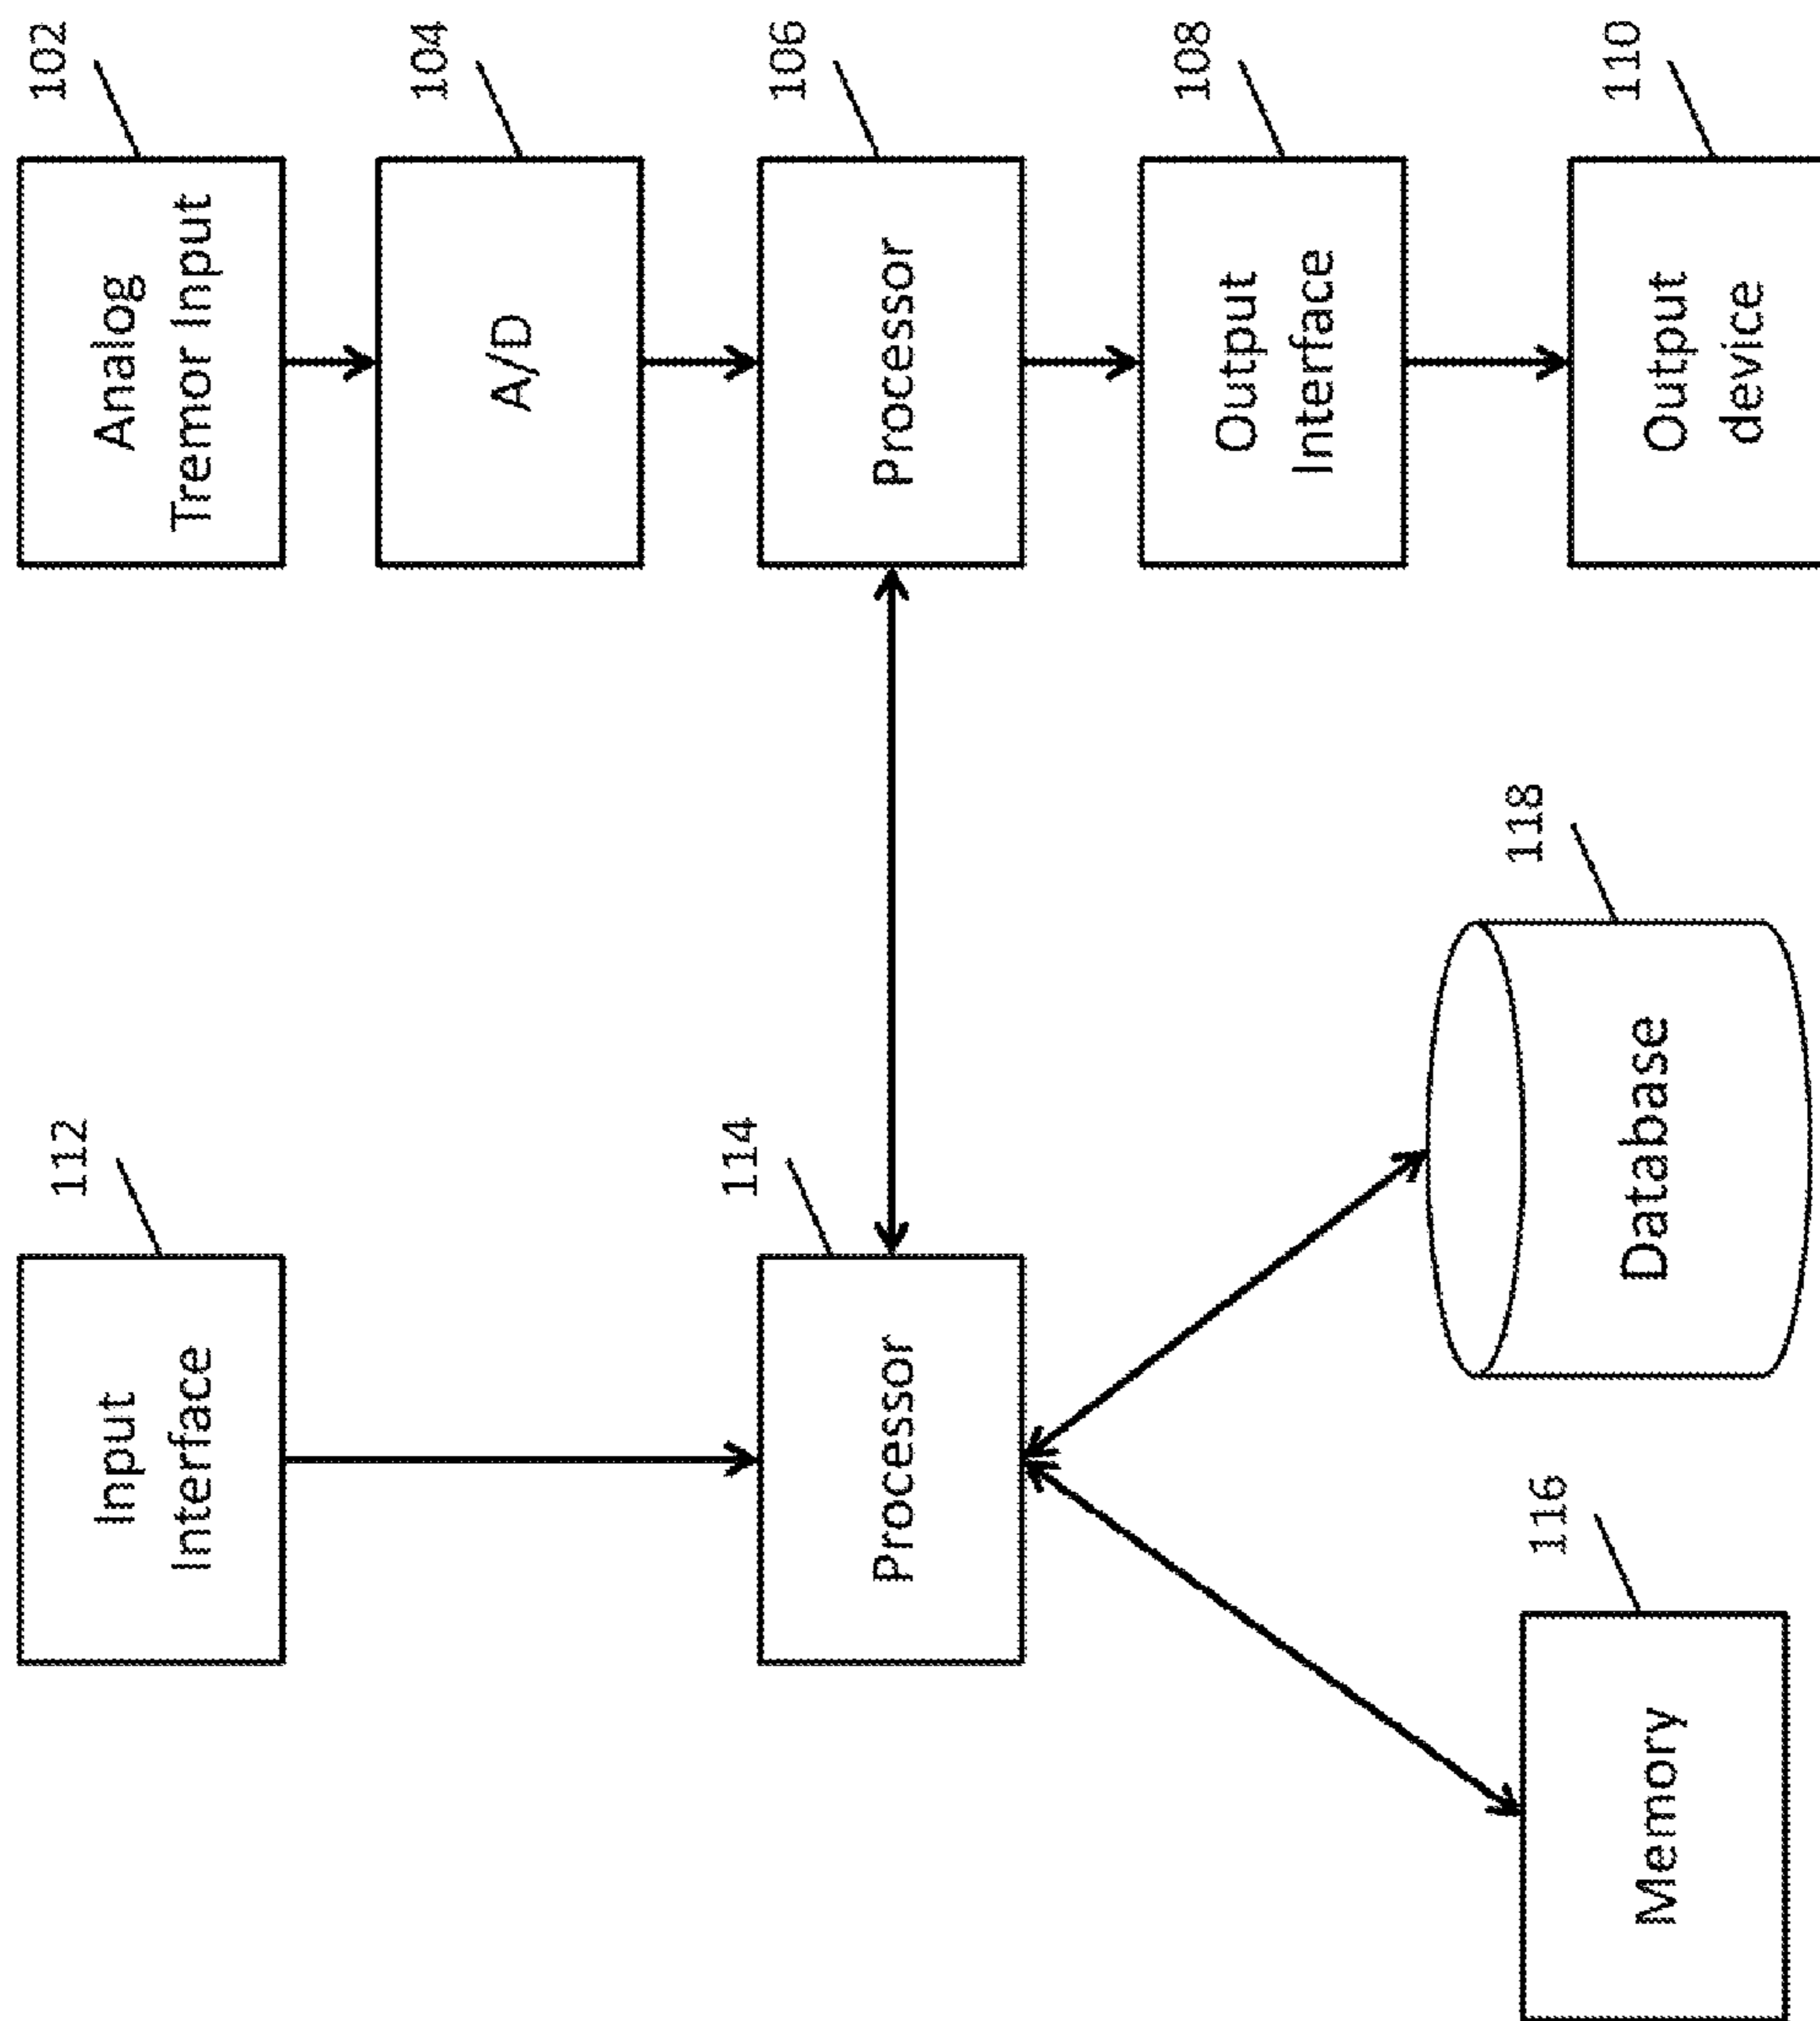 102
Analog
Tremor Input
104
A/D
106
Processor
108
Output
Interface
110
Output
device
112
Input
Interface
114
Processor
116
Memory
118
Database